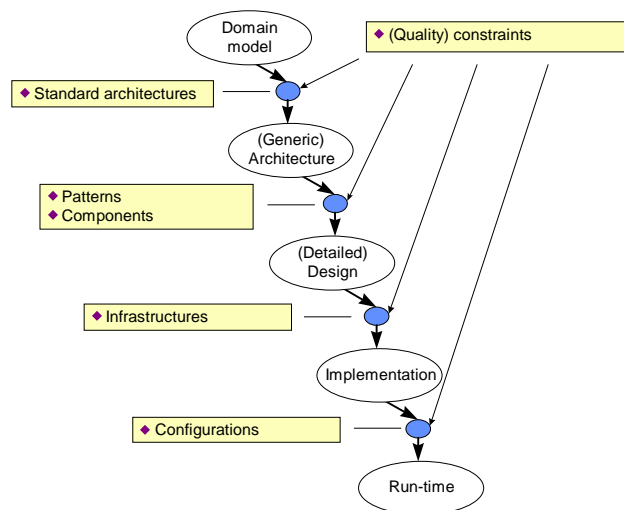 Domain
model
◆ (Quality) constraints
◆ Standard architectures
(Generic)
Architecture
◆ Patterns
◆ Components
(Detailed)
Design
◆ Infrastructures
Implementation
◆ Configurations
Run-time